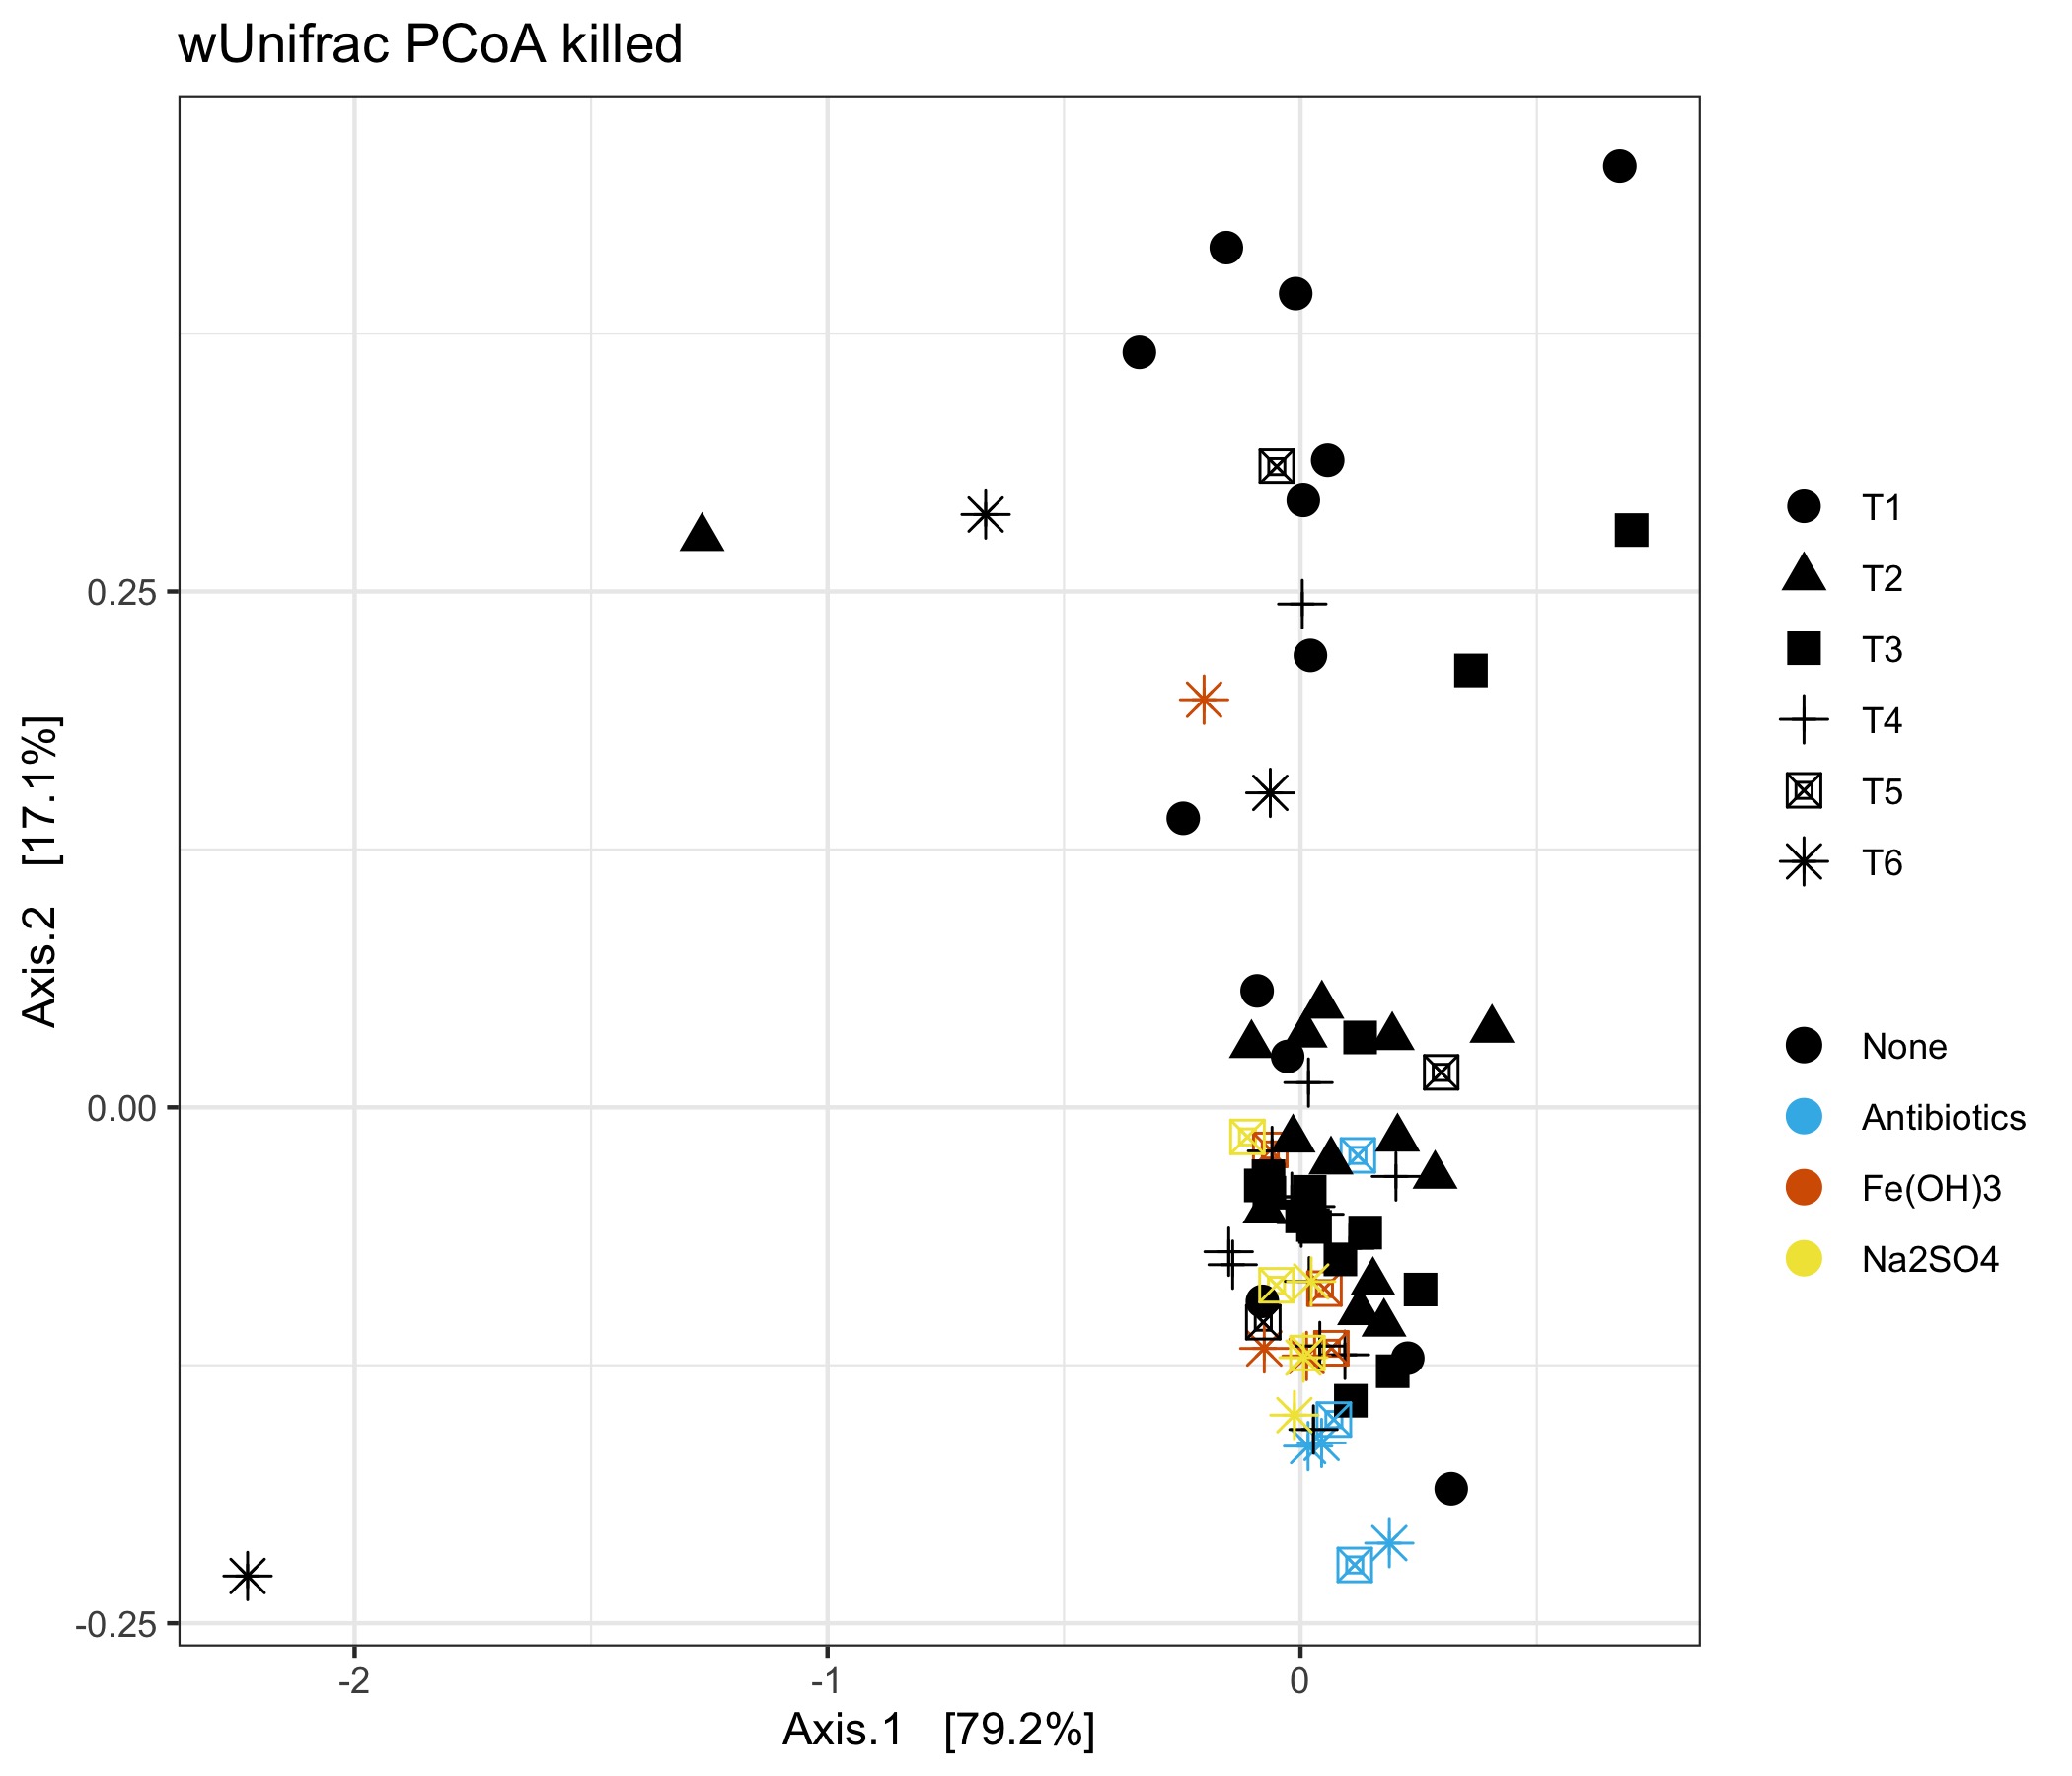 wUnifrac PCoA killed
Axis.2 [17.1%]
0.25
0.00
-0.25
-2
-1
0
Axis.1 [79.2%]
T1
T2
T3
T4
T5
T6
None
Antibiotics
Fe(OH)3
Na2SO4